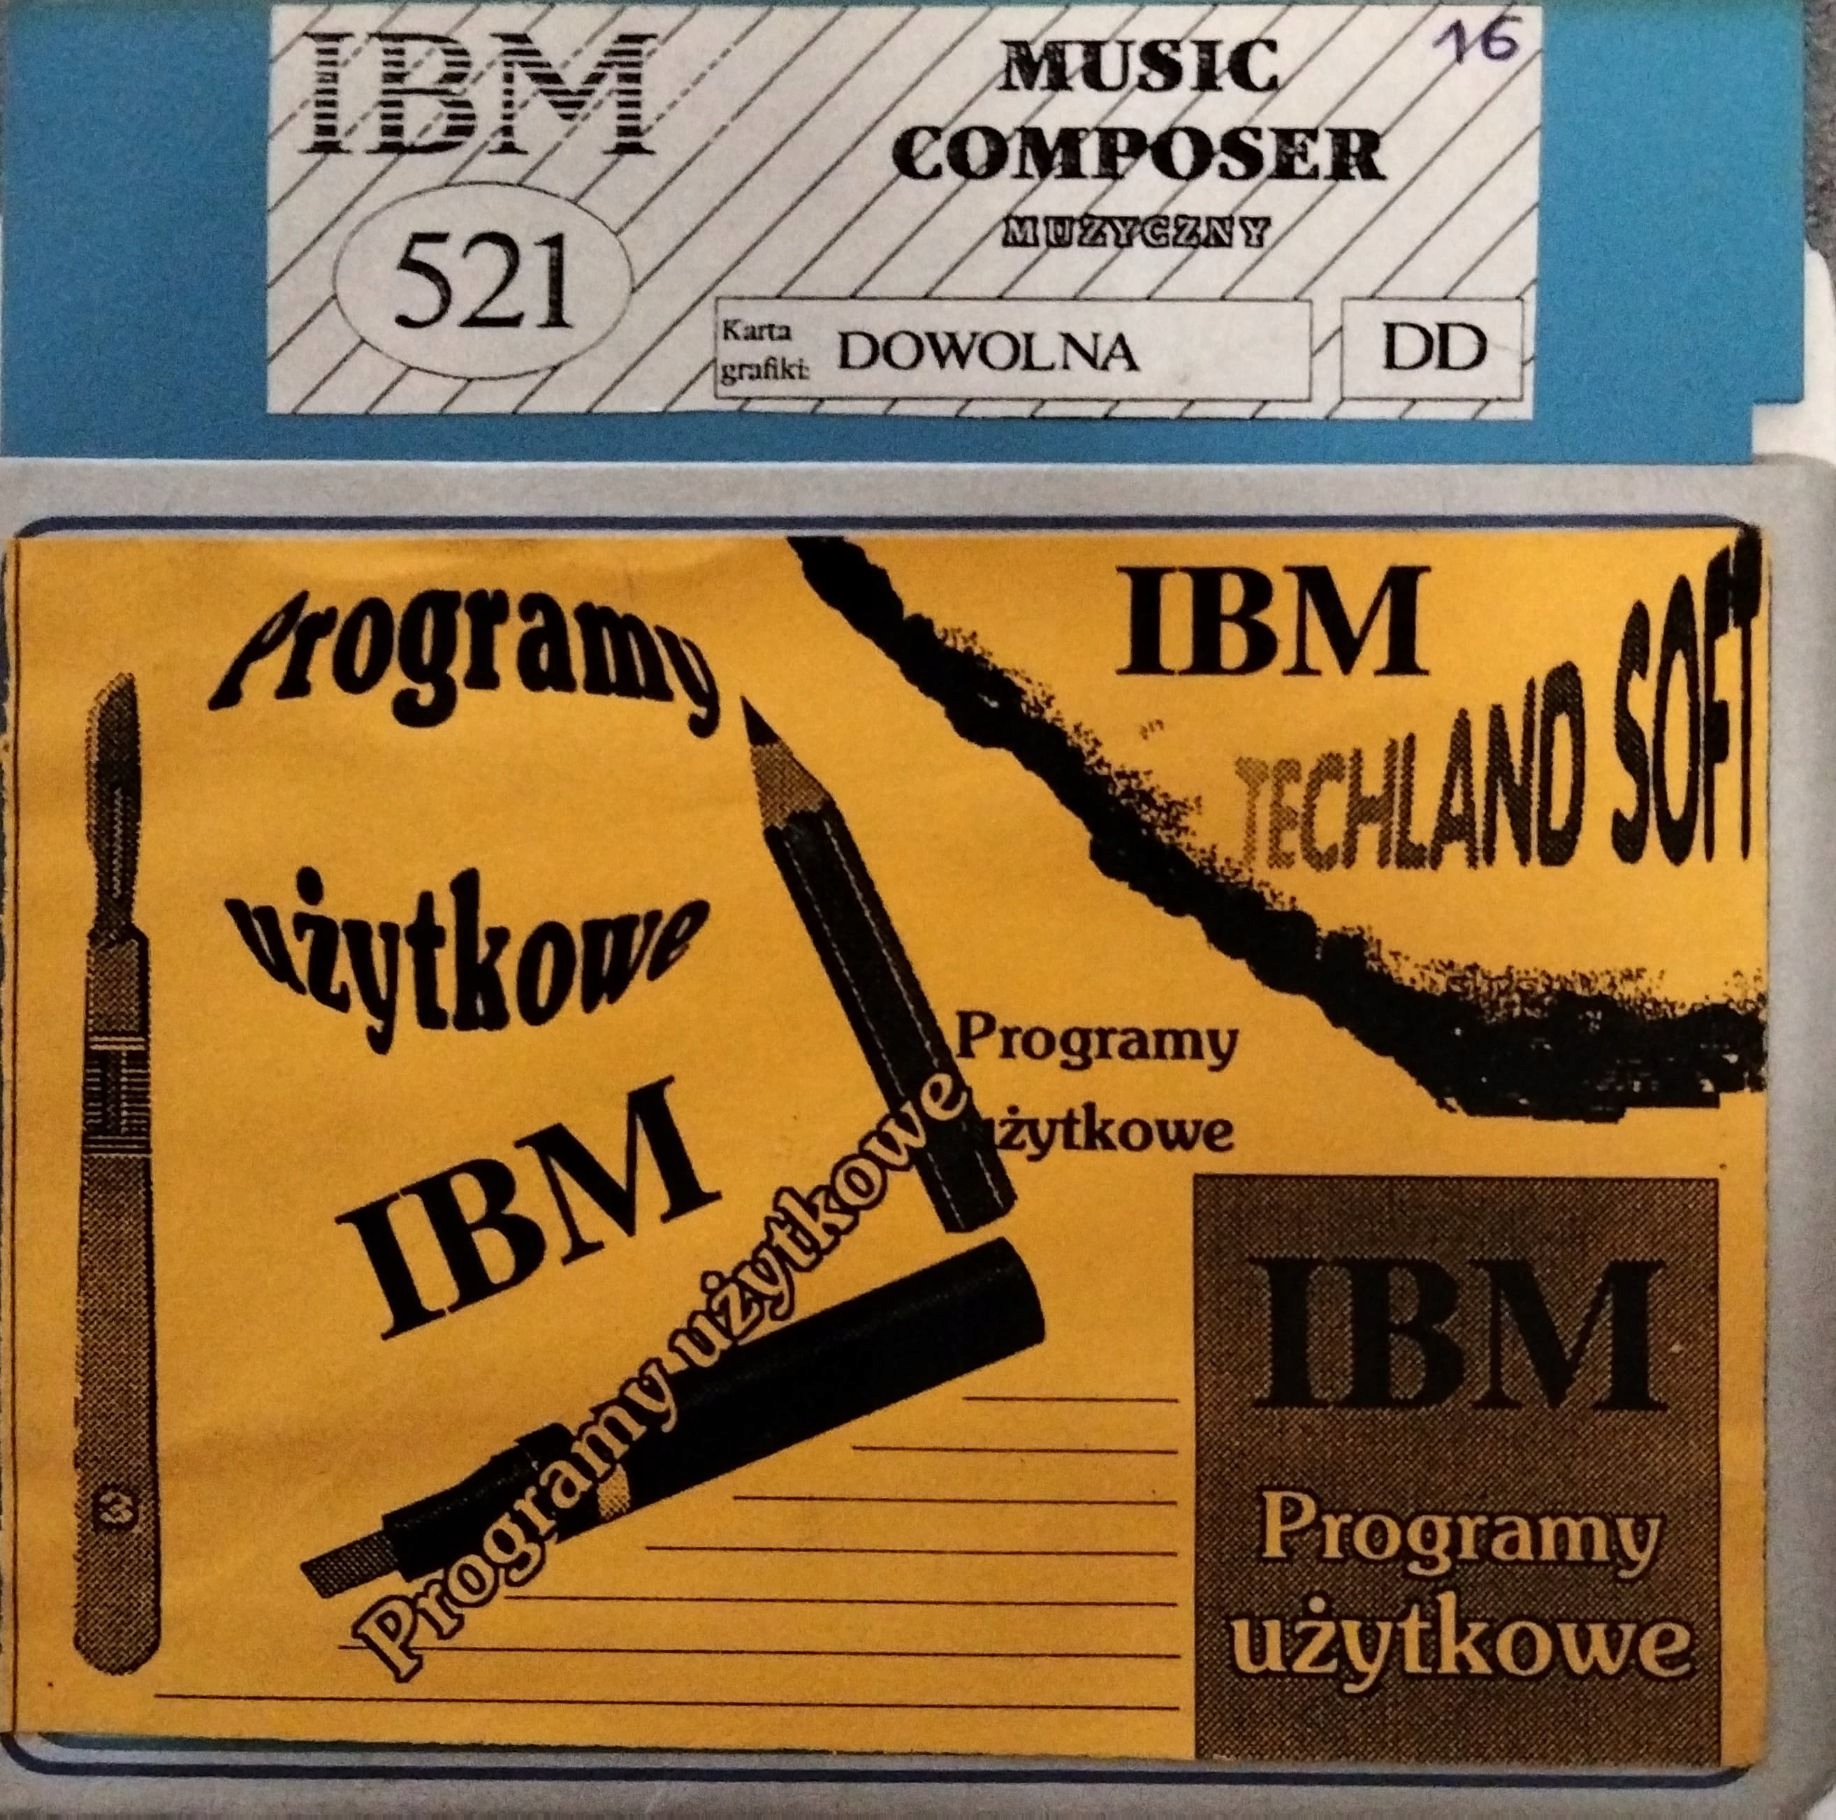 IBM
MUSIC
16
COMPOSER
MUZYCZNY
521
Karta
grafiki:
DOWOLNA
DD
Programy
użytkowe
IBM
IBM
TECHLAND SOFT
Programy
użytkowe
Programy użytkowe
IBM
Programy
użytkowe
3